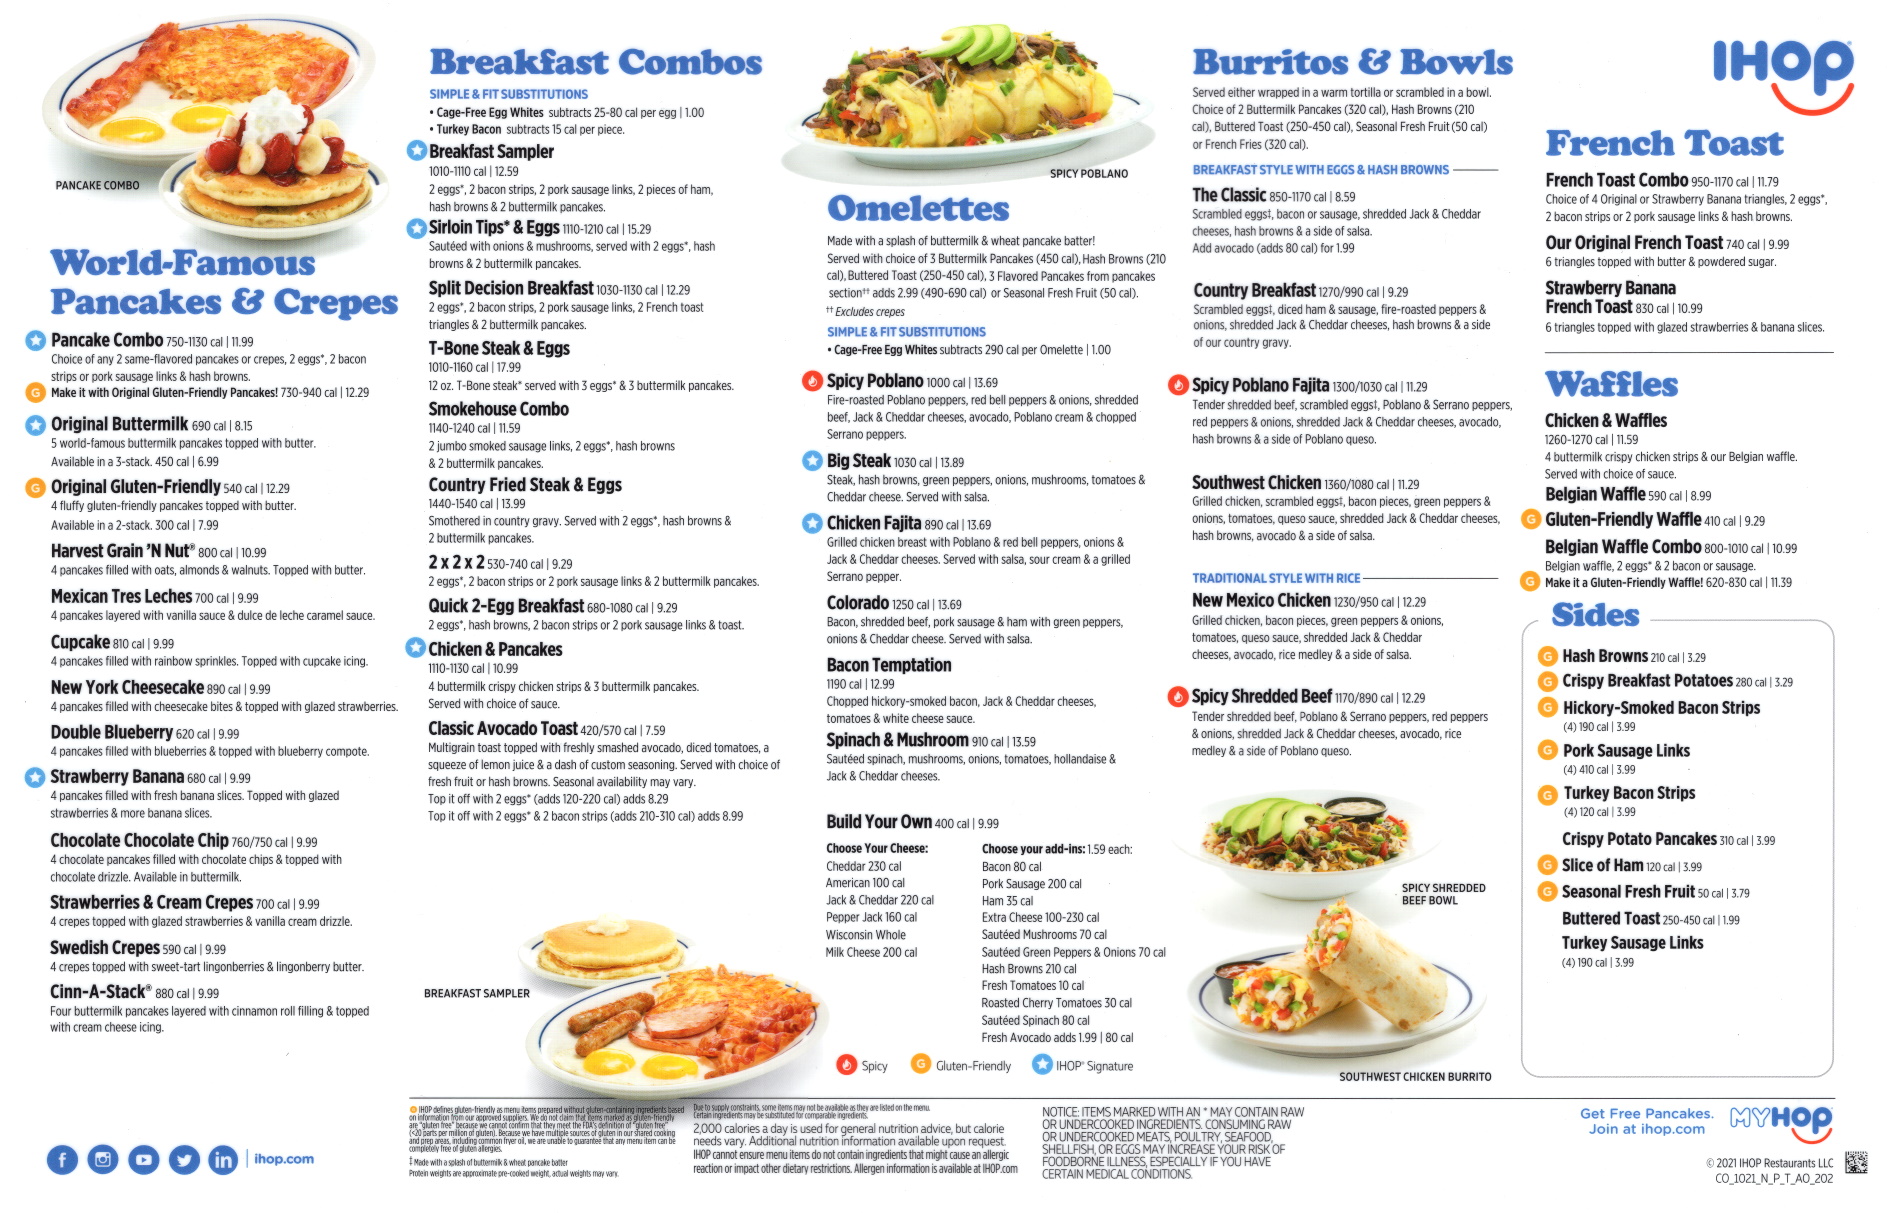 PANCAKE COMBO
World-Famous
Pancakes & Crepes
Pancake Combo 750-1130 cal | 11.99
Choice of any 2 same-flavored pancakes or crepes, 2 eggs*, 2 bacon
strips or pork sausage links & hash browns.
G Make it with Original Gluten-Friendly Pancakes! 730-940 cal | 12.29
Original Buttermilk 690 cal | 8.15
5 world-famous buttermilk pancakes topped with butter.
Available in a 3-stack. 450 cal | 6.99
G Original Gluten-Friendly 540 cal | 12.29
4 fluffy gluten-friendly pancakes topped with butter.
Available in a 2-stack. 300 cal | 7.99
Harvest Grain 'N Nut® 800 cal | 10.99
4 pancakes filled with oats, almonds & walnuts. Topped with butter.
Mexican Tres Leches 700 cal | 9.99
4 pancakes layered with vanilla sauce & dulce de leche caramel sauce.
Cupcake 810 cal | 9.99
4 pancakes filled with rainbow sprinkles. Topped with cupcake icing.
New York Cheesecake 890 cal | 9.99
4 pancakes filled with cheesecake bites & topped with glazed strawberries.
Double Blueberry 620 cal | 9.99
4 pancakes filled with blueberries & topped with blueberry compote.
Strawberry Banana 680 cal | 9.99
4 pancakes filled with fresh banana slices. Topped with glazed
strawberries & more banana slices.
Chocolate Chocolate Chip 760/750 cal | 9.99
4 chocolate pancakes filled with chocolate chips & topped with
chocolate drizzle. Available in buttermilk.
Strawberries & Cream Crepes 700 cal | 9.99
4 crepes topped with glazed strawberries & vanilla cream drizzle.
Swedish Crepes 590 cal | 9.99
4 crepes topped with sweet-tart lingonberries & lingonberry butter.
Cinn-A-Stack® 880 cal | 9.99
Four buttermilk pancakes layered with cinnamon roll filling & topped
with cream cheese icing.
Breakfast Combos
SIMPLE & FIT SUBSTITUTIONS
• Cage-Free Egg Whites subtracts 25-80 cal per egg | 1.00
• Turkey Bacon subtracts 15 cal per piece.
Breakfast Sampler
1010-1110 cal | 12.59
2 eggs*, 2 bacon strips, 2 pork sausage links, 2 pieces of ham,
hash browns & 2 buttermilk pancakes.
Sirloin Tips* & Eggs 1110-1210 cal | 15.29
Sautéed with onions & mushrooms, served with 2 eggs*, hash
browns & 2 buttermilk pancakes.
Split Decision Breakfast 1030-1130 cal | 12.29
2 eggs*, 2 bacon strips, 2 pork sausage links, 2 French toast
triangles & 2 buttermilk pancakes.
T-Bone Steak & Eggs
1010-1160 cal | 17.99
12 oz. T-Bone steak* served with 3 eggs* & 3 buttermilk pancakes.
Smokehouse Combo
1140-1240 cal | 11.59
2 jumbo smoked sausage links, 2 eggs*, hash browns
& 2 buttermilk pancakes.
Country Fried Steak & Eggs
1440-1540 cal | 13.99
Smothered in country gravy. Served with 2 eggs*, hash browns &
2 buttermilk pancakes.
2 x 2 x 2 530-740 cal | 9.29
2 eggs*, 2 bacon strips or 2 pork sausage links & 2 buttermilk pancakes.
Quick 2-Egg Breakfast 680-1080 cal | 9.29
2 eggs*, hash browns, 2 bacon strips or 2 pork sausage links & toast.
Chicken & Pancakes
1110-1130 cal | 10.99
4 buttermilk crispy chicken strips & 3 buttermilk pancakes.
Served with choice of sauce.
Classic Avocado Toast 420/570 cal | 7.59
Multigrain toast topped with freshly smashed avocado, diced tomatoes, a
squeeze of lemon juice & a dash of custom seasoning. Served with choice of
fresh fruit or hash browns. Seasonal availability may vary.
Top it off with 2 eggs* (adds 120-220 cal) adds 8.29
Top it off with 2 eggs* & 2 bacon strips (adds 210-310 cal) adds 8.99
BREAKFAST SAMPLER
SPICY POBLANO
Omelettes
Made with a splash of buttermilk & wheat pancake batter!
Served with choice of 3 Buttermilk Pancakes (450 cal), Hash Browns (210
cal), Buttered Toast (250-450 cal), 3 Flavored Pancakes from pancakes
section†† adds 2.99 (490-690 cal) or Seasonal Fresh Fruit (50 cal).
†† Excludes crepes
SIMPLE & FIT SUBSTITUTIONS
• Cage-Free Egg Whites subtracts 290 cal per Omelette | 1.00
Spicy Poblano 1000 cal | 13.69
Fire-roasted Poblano peppers, red bell peppers & onions, shredded
beef, Jack & Cheddar cheeses, avocado, Poblano cream & chopped
Serrano peppers.
Big Steak 1030 cal | 13.89
Steak, hash browns, green peppers, onions, mushrooms, tomatoes &
Cheddar cheese. Served with salsa.
Chicken Fajita 890 cal | 13.69
Grilled chicken breast with Poblano & red bell peppers, onions &
Jack & Cheddar cheeses. Served with salsa, sour cream & a grilled
Serrano pepper.
Colorado 1250 cal | 13.69
Bacon, shredded beef, pork sausage & ham with green peppers,
onions & Cheddar cheese. Served with salsa.
Bacon Temptation
1190 cal | 12.99
Chopped hickory-smoked bacon, Jack & Cheddar cheeses,
tomatoes & white cheese sauce.
Spinach & Mushroom 910 cal | 13.59
Sautéed spinach, mushrooms, onions, tomatoes, hollandaise &
Jack & Cheddar cheeses.
Build Your Own 400 cal | 9.99
Choose Your Cheese:
Cheddar 230 cal
American 100 cal
Jack & Cheddar 220 cal
Pepper Jack 160 cal
Wisconsin Whole
Milk Cheese 200 cal
Choose your add-ins: 1.59 each:
Bacon 80 cal
Pork Sausage 200 cal
Ham 35 cal
Extra Cheese 100-230 cal
Sautéed Mushrooms 70 cal
Sautéed Green Peppers & Onions 70 cal
Hash Browns 210 cal
Fresh Tomatoes 10 cal
Roasted Cherry Tomatoes 30 cal
Sautéed Spinach 80 cal
Fresh Avocado adds 1.99 | 80 cal
Spicy G Gluten-Friendly IHOP® Signature
Burritos & Bowls
Served either wrapped in a warm tortilla or scrambled in a bowl.
Choice of 2 Buttermilk Pancakes (320 cal), Hash Browns (210
cal), Buttered Toast (250-450 cal), Seasonal Fresh Fruit (50 cal)
or French Fries (320 cal).
BREAKFAST STYLE WITH EGGS & HASH BROWNS
The Classic 850-1170 cal | 8.59
Scrambled eggs‡, bacon or sausage, shredded Jack & Cheddar
cheeses, hash browns & a side of salsa.
Add avocado (adds 80 cal) for 1.99
Country Breakfast 1270/990 cal | 9.29
Scrambled eggs‡, diced ham & sausage, fire-roasted peppers &
onions, shredded Jack & Cheddar cheeses, hash browns & a side
of our country gravy.
Spicy Poblano Fajita 1300/1030 cal | 11.29
Tender shredded beef, scrambled eggs‡, Poblano & Serrano peppers,
red peppers & onions, shredded Jack & Cheddar cheeses, avocado,
hash browns & a side of Poblano queso.
Southwest Chicken 1360/1080 cal | 11.29
Grilled chicken, scrambled eggs‡, bacon pieces, green peppers &
onions, tomatoes, queso sauce, shredded Jack & Cheddar cheeses,
hash browns, avocado & a side of salsa.
TRADITIONAL STYLE WITH RICE
New Mexico Chicken 1230/950 cal | 12.29
Grilled chicken, bacon pieces, green peppers & onions,
tomatoes, queso sauce, shredded Jack & Cheddar
cheeses, avocado, rice medley & a side of salsa.
Spicy Shredded Beef 1170/890 cal | 12.29
Tender shredded beef, Poblano & Serrano peppers, red peppers
& onions, shredded Jack & Cheddar cheeses, avocado, rice
medley & a side of Poblano queso.
SPICY SHREDDED
BEEF BOWL
SOUTHWEST CHICKEN BURRITO
IHOP®
French Toast
French Toast Combo 950-1170 cal | 11.79
Choice of 4 Original or Strawberry Banana triangles, 2 eggs*,
2 bacon strips or 2 pork sausage links & hash browns.
Our Original French Toast 740 cal | 9.99
6 triangles topped with butter & powdered sugar.
Strawberry Banana
French Toast 830 cal | 10.99
6 triangles topped with glazed strawberries & banana slices.
Waffles
Chicken & Waffles
1260-1270 cal | 11.59
4 buttermilk crispy chicken strips & our Belgian waffle.
Served with choice of sauce.
Belgian Waffle 590 cal | 8.99
G Gluten-Friendly Waffle 410 cal | 9.29
Belgian Waffle Combo 800-1010 cal | 10.99
Belgian waffle, 2 eggs* & 2 bacon or sausage.
G Make it a Gluten-Friendly Waffle! 620-830 cal | 11.39
Sides
G Hash Browns 210 cal | 3.29
G Crispy Breakfast Potatoes 280 cal | 3.29
G Hickory-Smoked Bacon Strips
(4) 190 cal | 3.99
G Pork Sausage Links
(4) 410 cal | 3.99
G Turkey Bacon Strips
(4) 120 cal | 3.99
Crispy Potato Pancakes 310 cal | 3.99
G Slice of Ham 120 cal | 3.99
G Seasonal Fresh Fruit 50 cal | 3.79
Buttered Toast 250-450 cal | 1.99
Turkey Sausage Links
(4) 190 cal | 3.99
f in | ihop.com
G IHOP defines gluten-friendly as menu items prepared without gluten-containing ingredients based
on information from our approved suppliers. We do not claim that items marked as gluten-friendly
are "gluten free" because we cannot confirm that they meet the FDA's definition of "gluten free"
(<20 parts per million of gluten). Because we have multiple sources of gluten in our shared cooking
and prep areas, including common fryer oil, we are unable to guarantee that any menu item can be
completely free of gluten allergies.
‡ Made with a splash of buttermilk & wheat pancake batter
Protein weights are approximate pre-cooked weight, actual weights may vary.
Due to supply constraints, some items may not be available as they are listed on the menu.
Certain ingredients may be substituted for comparable ingredients.
2,000 calories a day is used for general nutrition advice, but calorie
needs vary. Additional nutrition information available upon request.
IHOP cannot ensure menu items do not contain ingredients that might cause an allergic
reaction or impact other dietary restrictions. Allergen information is available at IHOP.com
NOTICE: ITEMS MARKED WITH AN * MAY CONTAIN RAW
OR UNDERCOOKED INGREDIENTS. CONSUMING RAW
OR UNDERCOOKED MEATS, POULTRY, SEAFOOD,
SHELLFISH, OR EGGS MAY INCREASE YOUR RISK OF
FOODBORNE ILLNESS, ESPECIALLY IF YOU HAVE
CERTAIN MEDICAL CONDITIONS.
Get Free Pancakes.
Join at ihop.com
MYHOP
© 2021 IHOP Restaurants LLC
CO_1021_N_P_T_AO_202